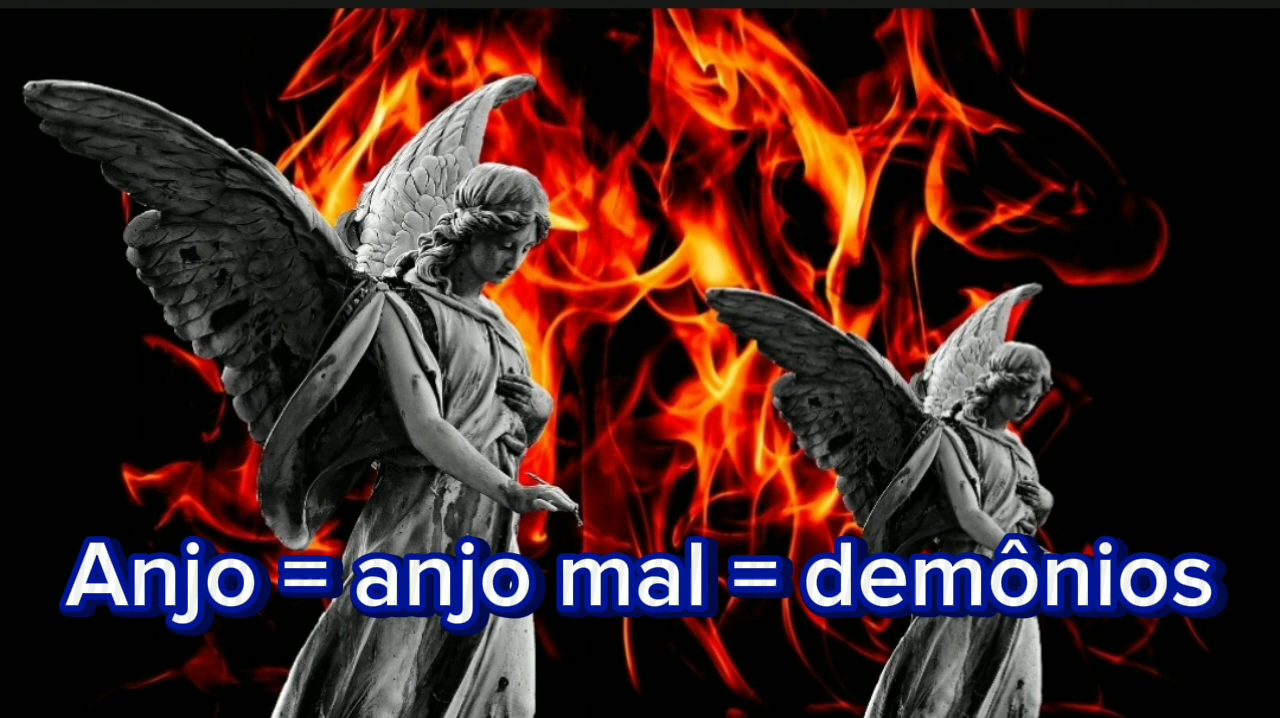 Anjo = anjo mal = demônios